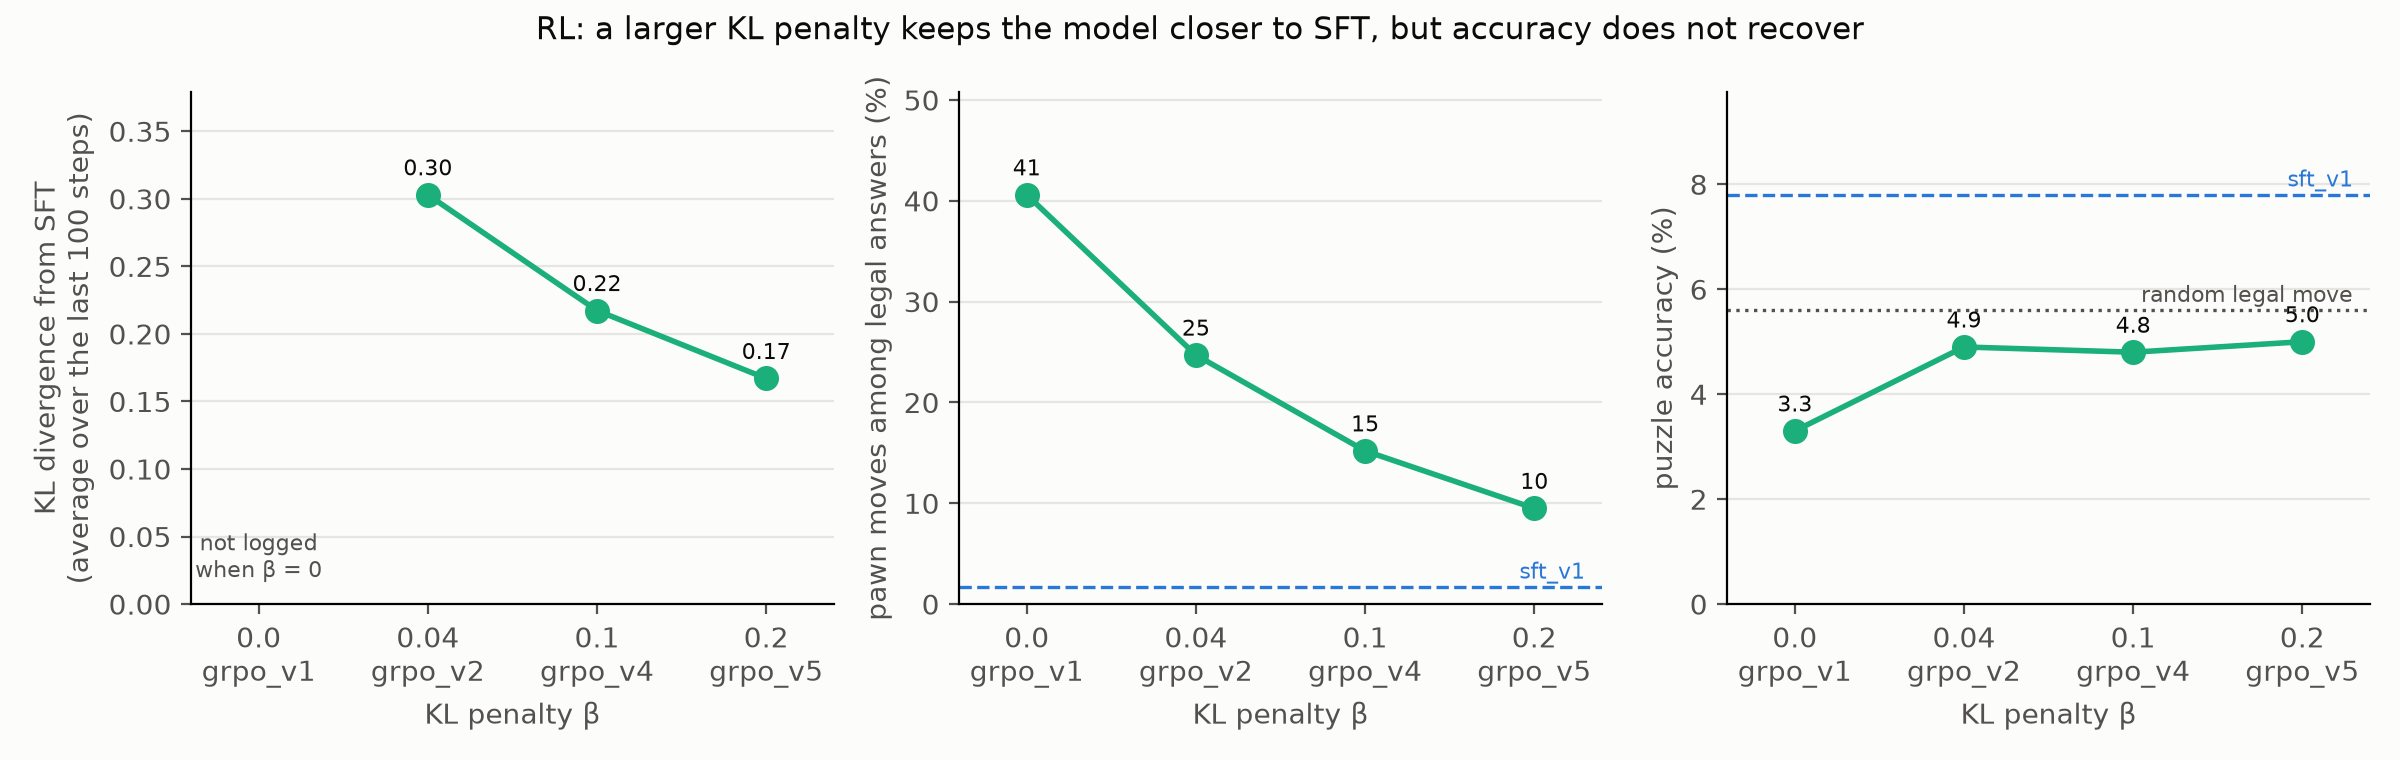 RL: a larger KL penalty keeps the model closer to SFT, but accuracy does not recover
KL divergence from SFT
(average over the last 100 steps)
0.35
0.30
0.25
0.20
0.15
0.10
0.05
0.00
0.30
0.22
0.17
not logged
when β = 0
0.0
grpo_v1
0.04
grpo_v2
0.1
grpo_v4
0.2
grpo_v5
KL penalty β
pawn moves among legal answers (%)
50
40
30
20
10
0
41
25
15
10
sft_v1
0.0
grpo_v1
0.04
grpo_v2
0.1
grpo_v4
0.2
grpo_v5
KL penalty β
puzzle accuracy (%)
8
6
4
2
0
sft_v1
random legal move
3.3
4.9
4.8
5.0
0.0
grpo_v1
0.04
grpo_v2
0.1
grpo_v4
0.2
grpo_v5
KL penalty β